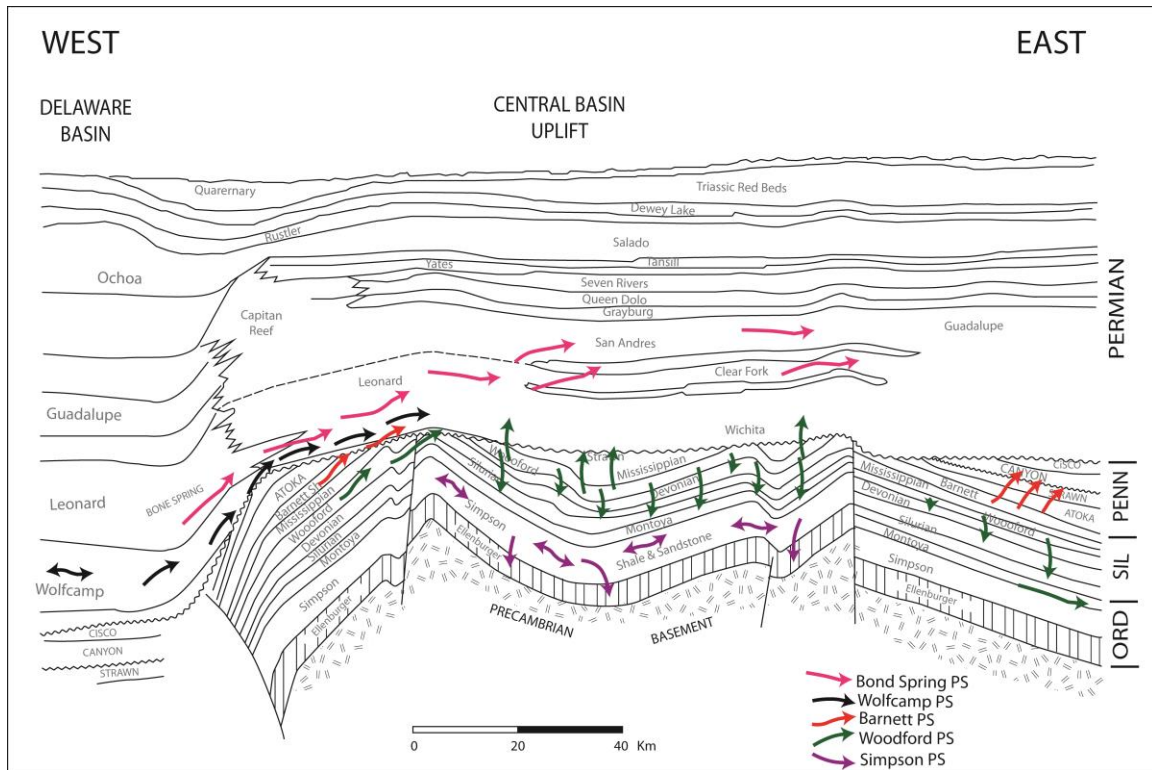 WEST
EAST
DELAWARE
BASIN
CENTRAL BASIN
UPLIFT
Quarernary
Triassic Red Beds
Dewey Lake
Rustler
Salado
Ochoa
Yates
Tansill
Seven Rivers
Queen Dolo
Grayburg
Capitan
Reef
Guadalupe
PERMIAN
San Andres
Clear Fork
Leonard
Guadalupe
Wichita
Leonard
BONE SPRING
Wolfcamp
CISCO
CANYON
STRAWN
ATOKA
Barnett Sl
Mississippian
Wooford
Devonian
Silurian
Montoya
Simpson
Ellenburger
Wooford
Silurian
Strawn
Mississippian
Devonian
Montoya
Simpson
Shale & Sandstone
Ellenburger
PRECAMBRIAN
BASEMENT
CISCO
CANYON
STRAWN
ATOKA
Mississippian
Barnett
Devonian
Wooford
Silurian
Montoya
Simpson
Ellenburger
PENN
SIL
ORD
Bond Spring PS
Wolfcamp PS
Barnett PS
Woodford PS
Simpson PS
0 20 40 Km